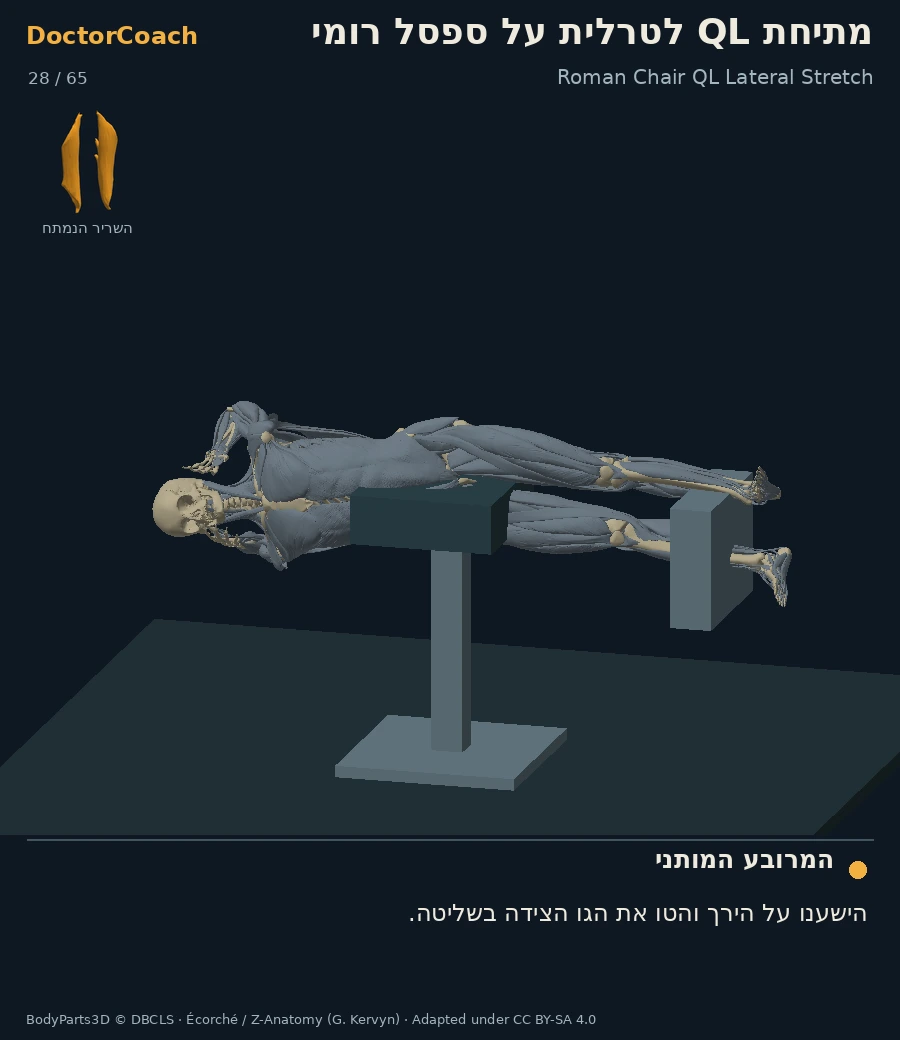 DoctorCoach
מתיחת QL לטרלית על ספסל רומי
28 / 65
Roman Chair QL Lateral Stretch
השריר הנמתח
המרובע המותני
הישענו על הירך והטו את הגו הצידה בשליטה.
BodyParts3D © DBCLS · Écorché / Z-Anatomy (G. Kervyn) · Adapted under CC BY-SA 4.0